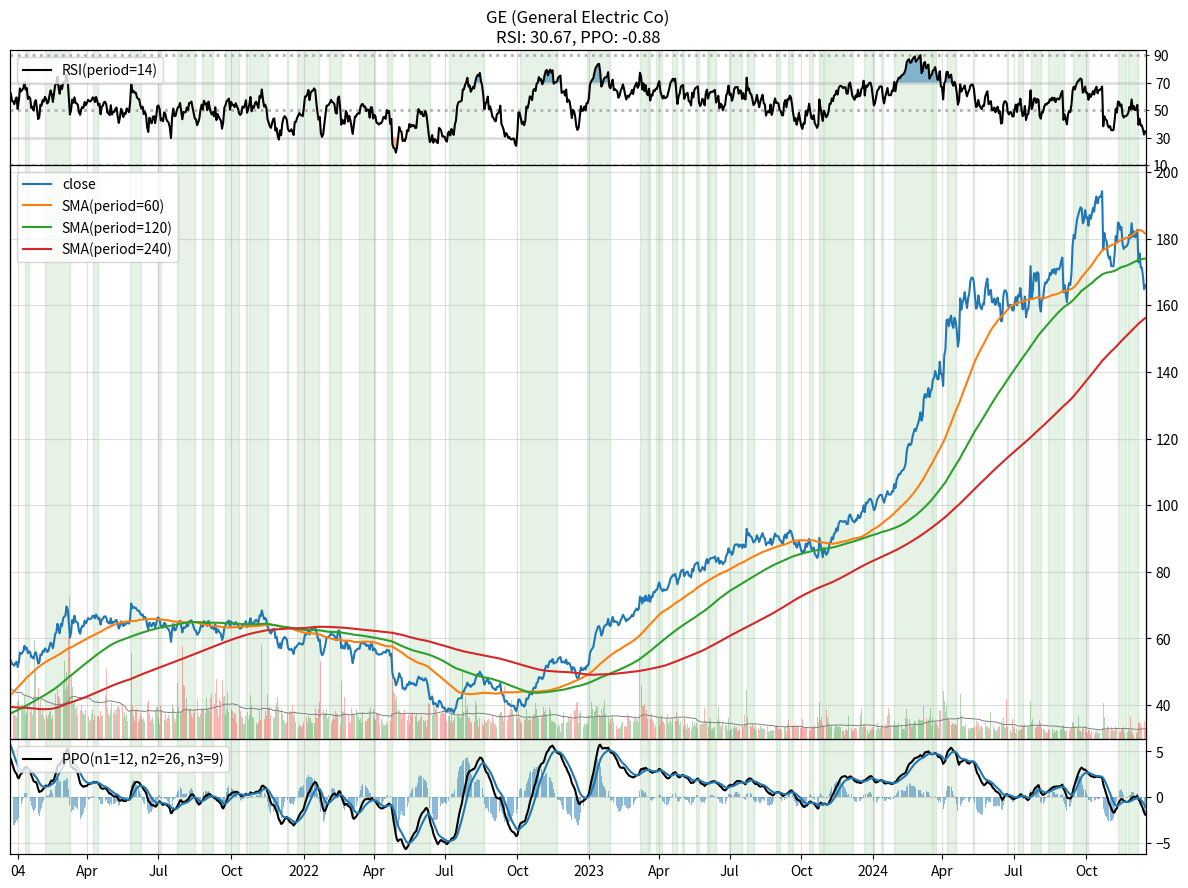 GE (General Electric Co)
RSI: 30.67, PPO: -0.88
RSI(period=14)
90
70
50
30
10
close
SMA(period=60)
SMA(period=120)
SMA(period=240)
200
180
160
140
120
100
80
60
40
PPO(n1=12, n2=26, n3=9)
5
0
−5
04 Apr Jul Oct 2022 Apr Jul Oct 2023 Apr Jul Oct 2024 Apr Jul Oct